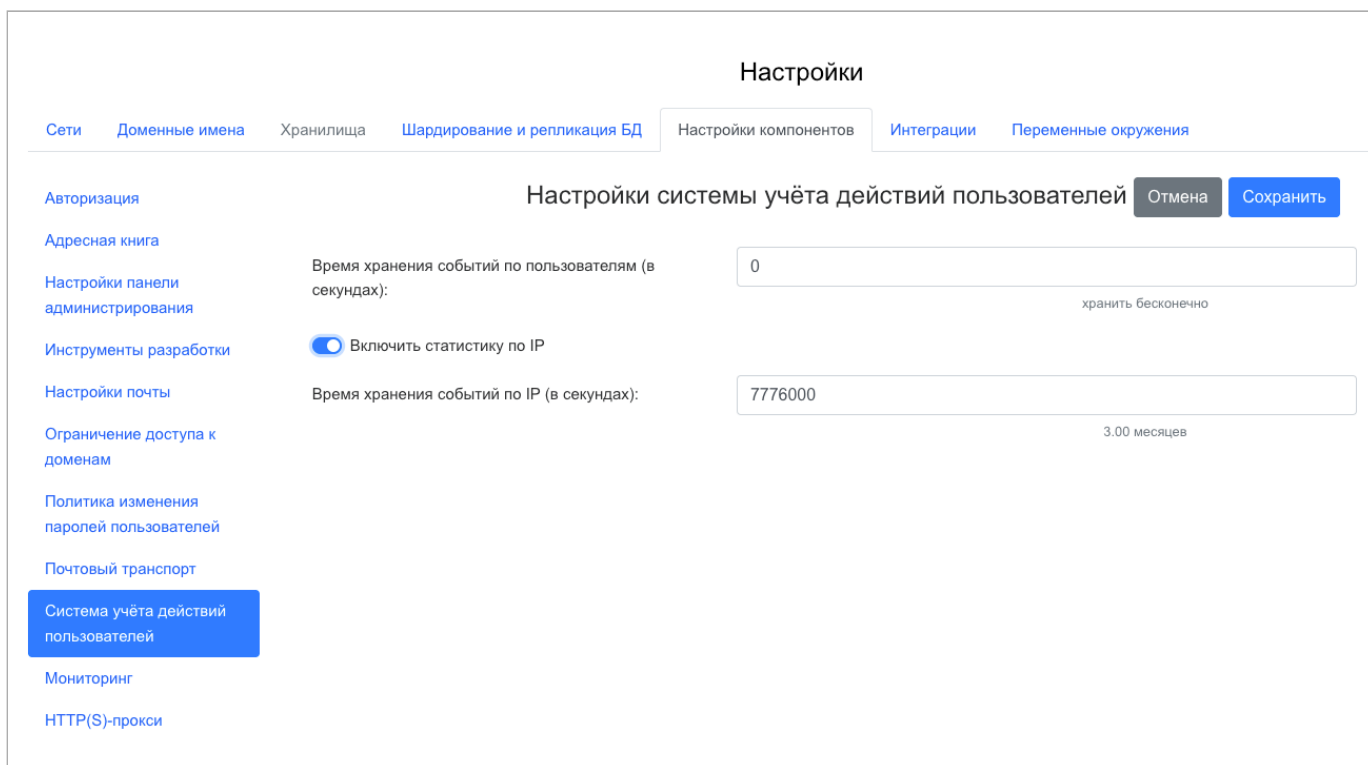 Настройки
Сети Доменные имена Хранилища Шардирование и репликация БД Настройки компонентов Интеграции Переменные окружения
Авторизация
Адресная книга
Настройки панели
администрирования
Инструменты разработки
Настройки почты
Ограничение доступа к
доменам
Политика изменения
паролей пользователей
Почтовый транспорт
Система учёта действий
пользователей
Мониторинг
HTTP(S)-прокси
Настройки системы учёта действий пользователей Отмена Сохранить
Время хранения событий по пользователям (в
секундах):
0
хранить бесконечно
Включить статистику по IP
Время хранения событий по IP (в секундах):
7776000
3.00 месяцев